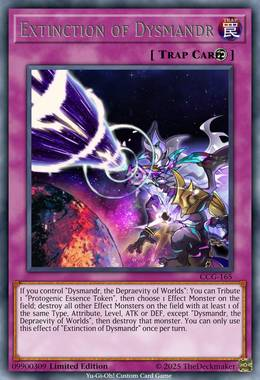 EXTINCTION OF DYSMANDR
TRAP
罠
[ TRAP CARD ]
CCG-165
If you control "Dysmandr, the Depraevity of Worlds": You can Tribute
1 "Protogenic Essence Token", then choose 1 Effect Monster on the
field; destroy all other Effect Monsters on the field with at least 1 of
the same Type, Attribute, Level, ATK or DEF, except "Dysmandr, the
Depraevity of Worlds", then destroy that monster. You can only use
this effect of "Extinction of Dysmandr" once per turn.
09900309 Limited Edition
© 2025 TheDeckmaker
Yu-Gi-Oh! Custom Card Game